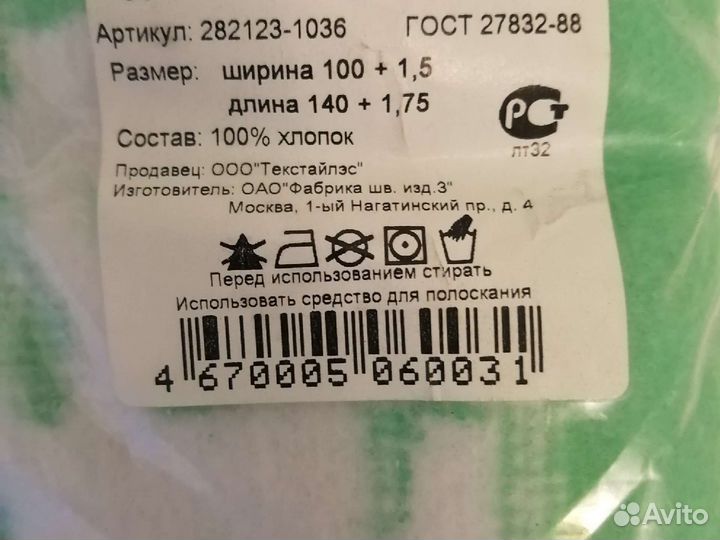 Артикул: 282123-1036 ГОСТ 27832-88
Размер: ширина 100 + 1,5
длина 140 + 1,75
Состав: 100% хлопок
РСТ
лт32
Продавец: ООО"Текстайлэс"
Изготовитель: ОАО"Фабрика шв. изд.3"
Москва, 1-ый Нагатинский пр., д. 4
Перед использованием стирать
Использовать средство для полоскания
4 670005 060031
Avito